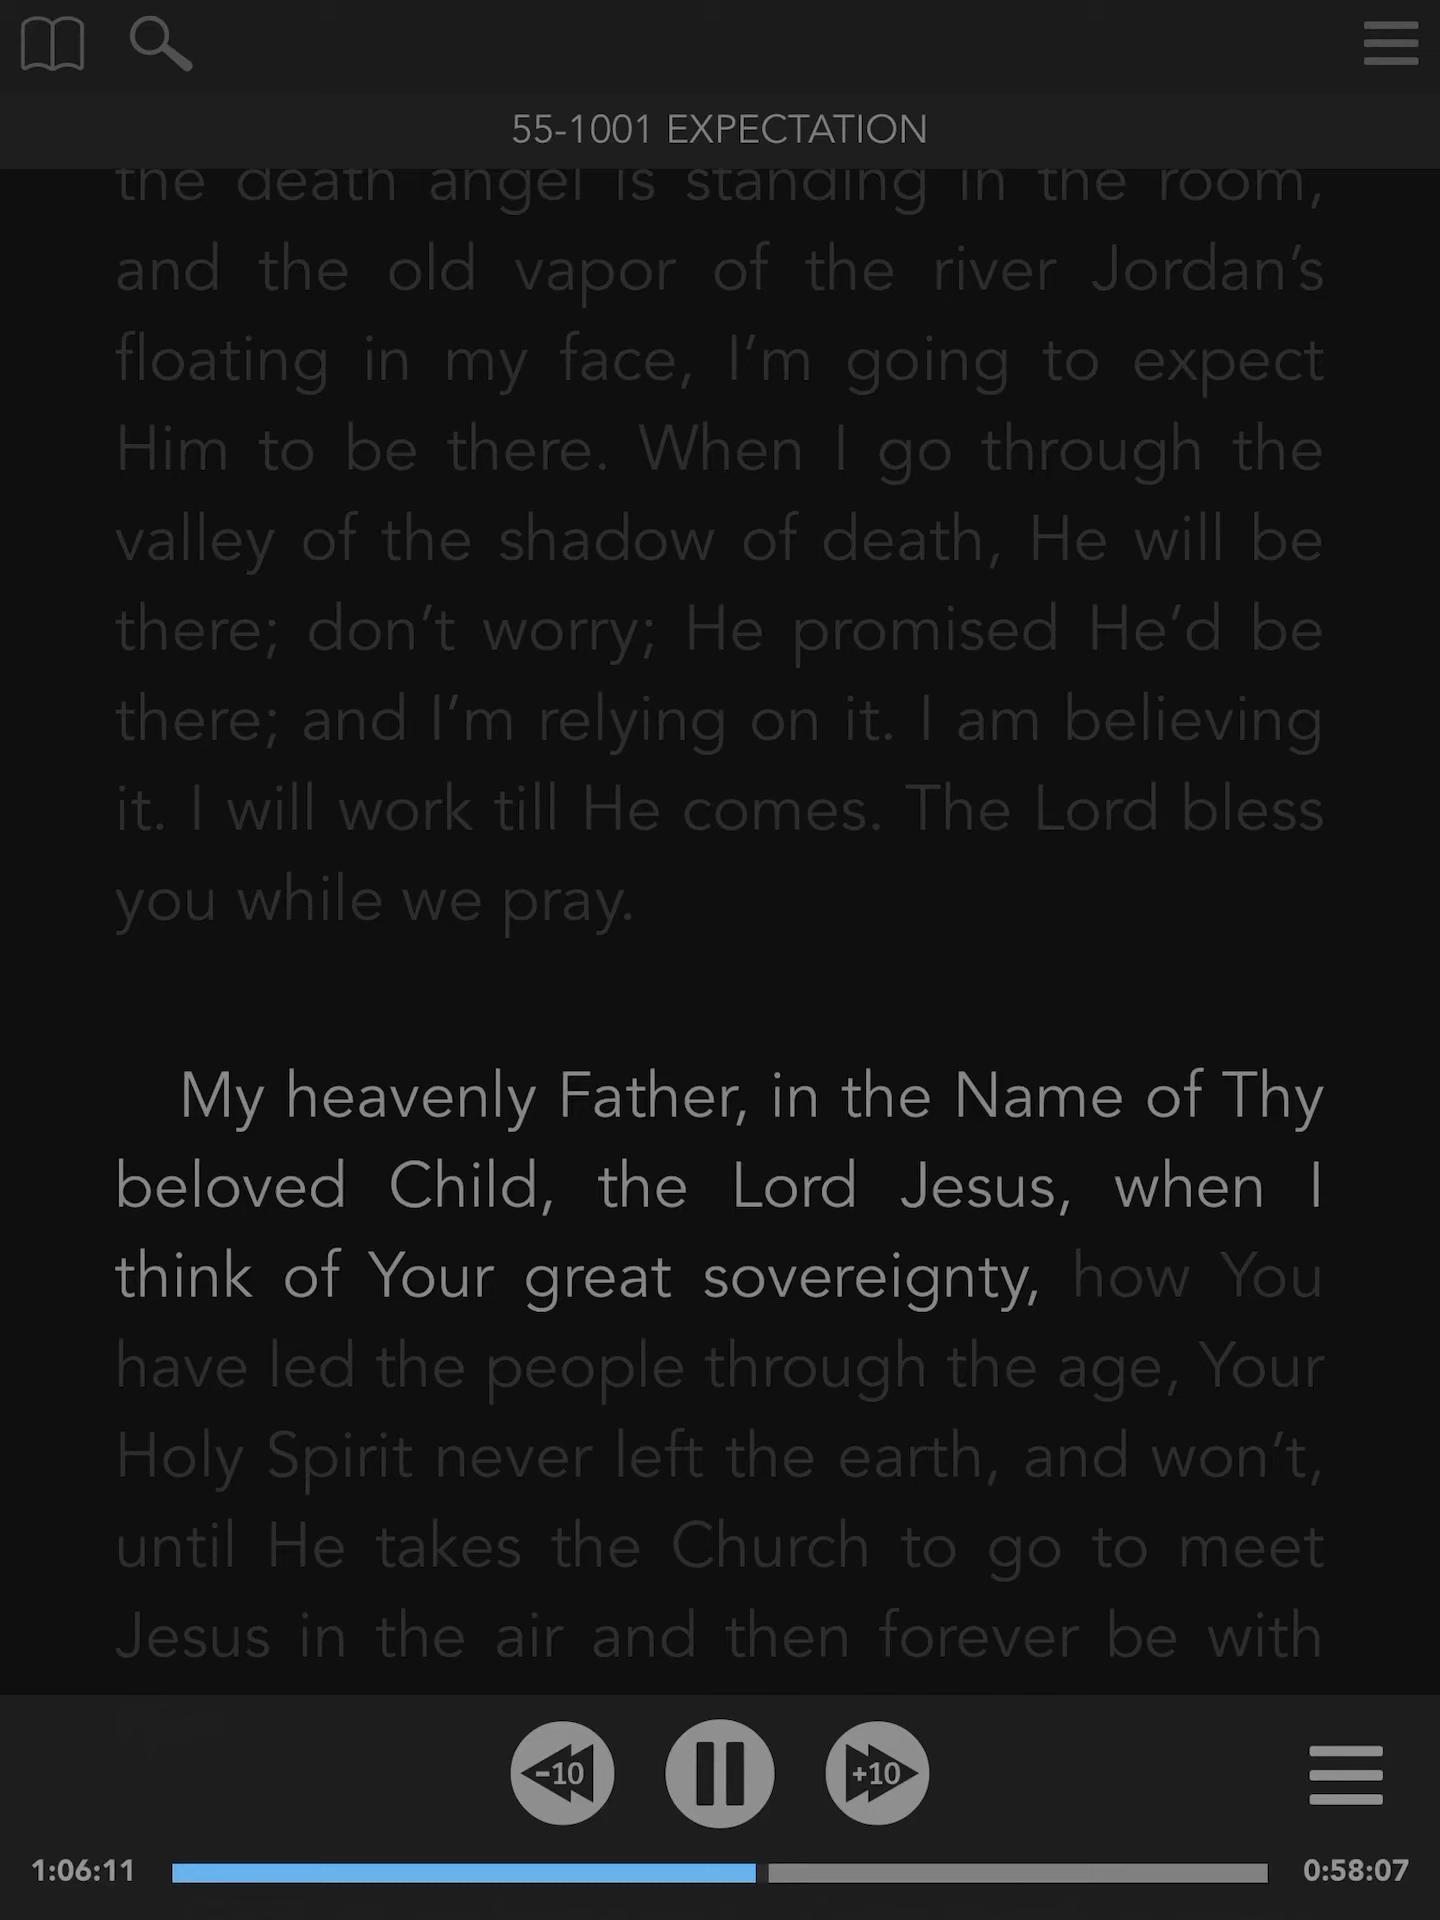 55-1001 EXPECTATION
the death angel is standing in the room,
and the old vapor of the river Jordan’s
floating in my face, I’m going to expect
Him to be there. When I go through the
valley of the shadow of death, He will be
there; don’t worry; He promised He’d be
there; and I’m relying on it. I am believing
it. I will work till He comes. The Lord bless
you while we pray.
My heavenly Father, in the Name of Thy
beloved Child, the Lord Jesus, when I
think of Your great sovereignty, how You
have led the people through the age, Your
Holy Spirit never left the earth, and won’t,
until He takes the Church to go to meet
Jesus in the air and then forever be with
-10 +10
1:06:11 0:58:07